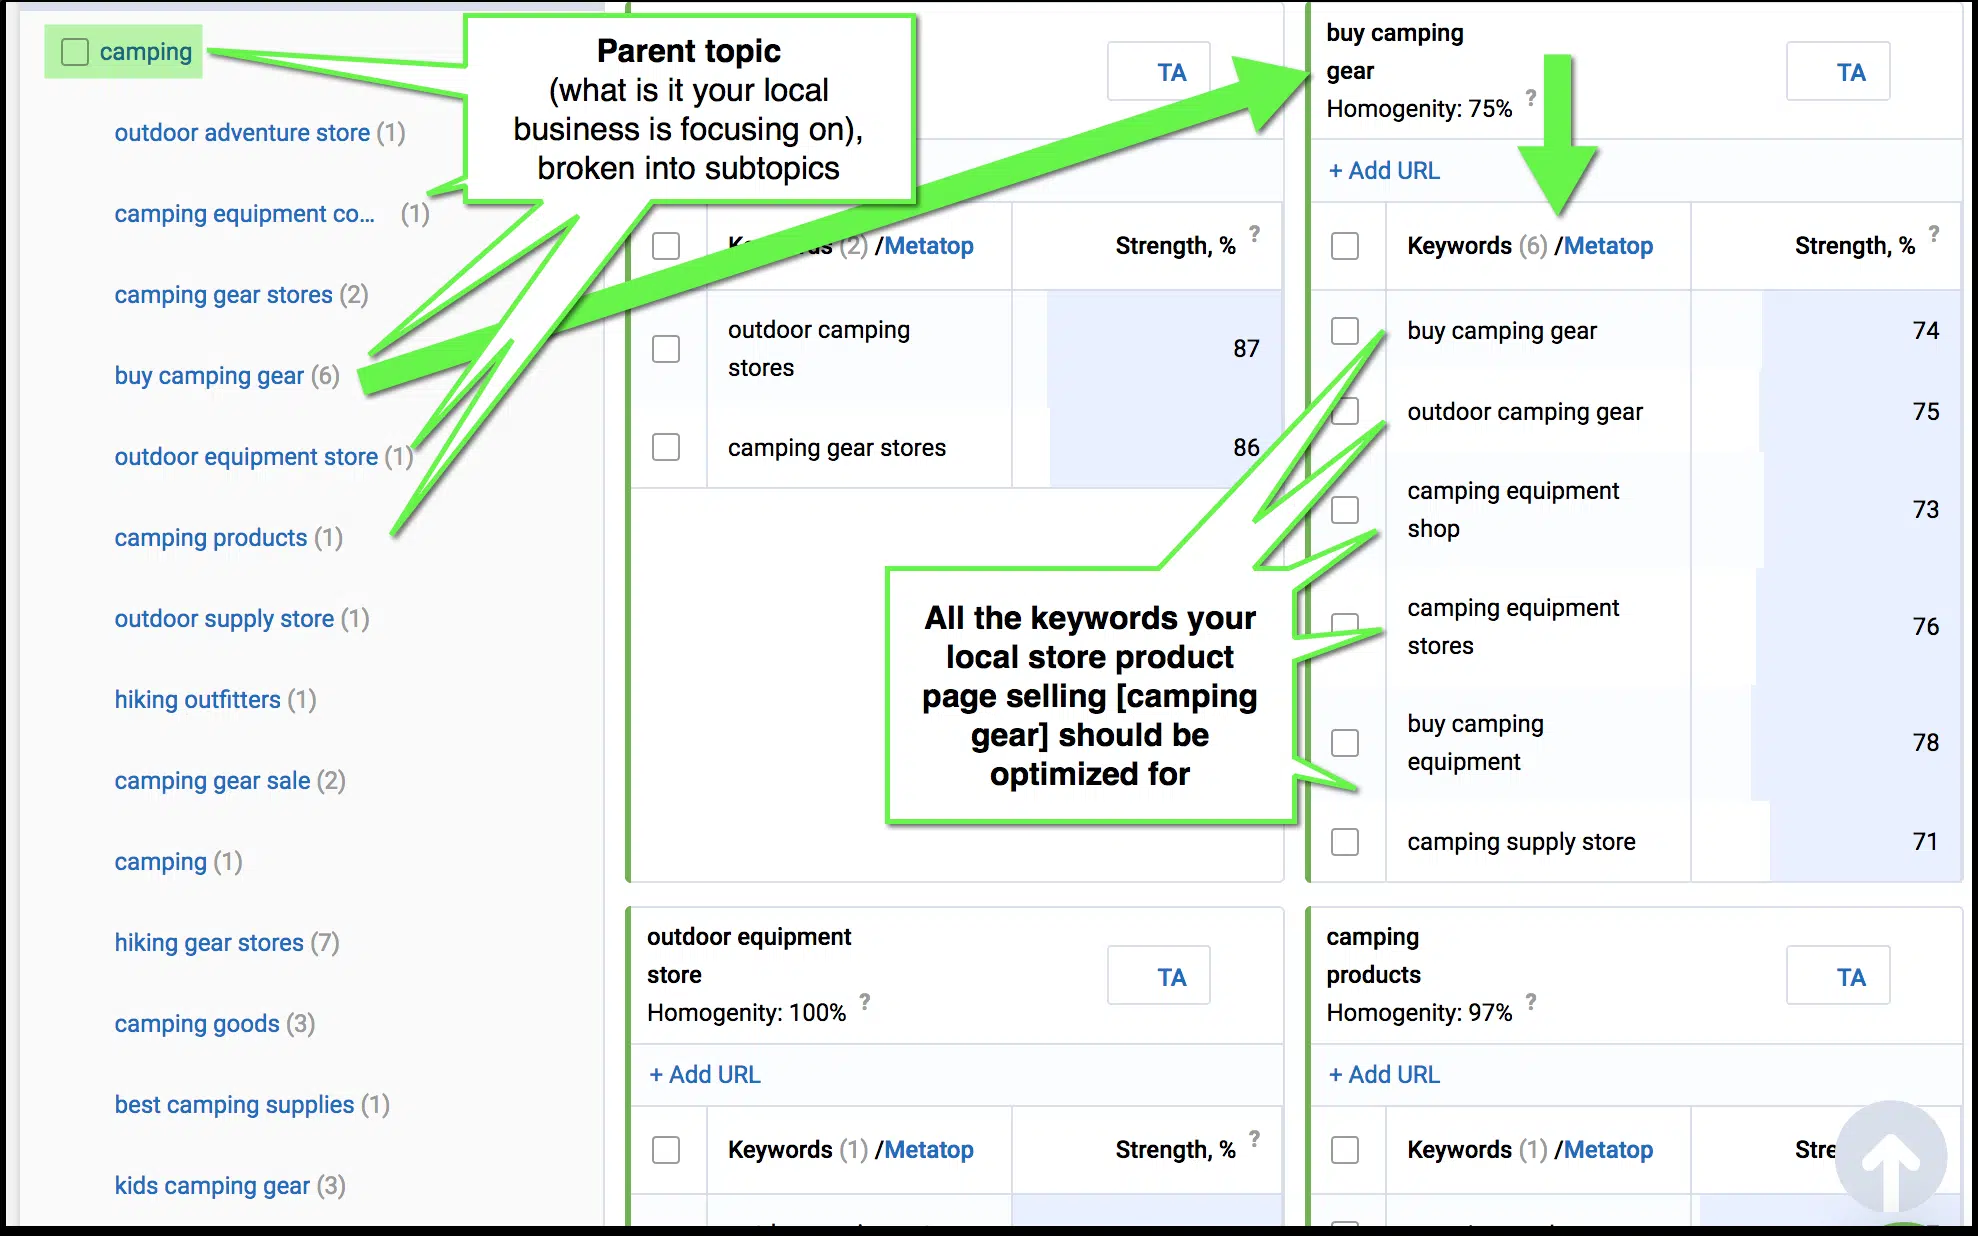 camping
outdoor adventure store (1)
camping equipment co... (1)
camping gear stores (2)
buy camping gear (6)
outdoor equipment store (1)
camping products (1)
outdoor supply store (1)
hiking outfitters (1)
camping gear sale (2)
camping (1)
hiking gear stores (7)
camping goods (3)
best camping supplies (1)
kids camping gear (3)
Parent topic
(what is it your local
business is focusing on),
broken into subtopics
TA
(2) /Metatop
Strength, % ?
outdoor camping
stores
87
camping gear stores
86
buy camping
gear
Homogenity: 75% ?
TA
+ Add URL
Keywords (6) /Metatop
Strength, % ?
buy camping gear
74
outdoor camping gear
75
camping equipment
shop
73
camping equipment
stores
76
buy camping
equipment
78
camping supply store
71
All the keywords your
local store product
page selling [camping
gear] should be
optimized for
outdoor equipment
store
Homogenity: 100% ?
TA
+ Add URL
Keywords (1) /Metatop
Strength, % ?
camping
products
Homogenity: 97% ?
TA
+ Add URL
Keywords (1) /Metatop